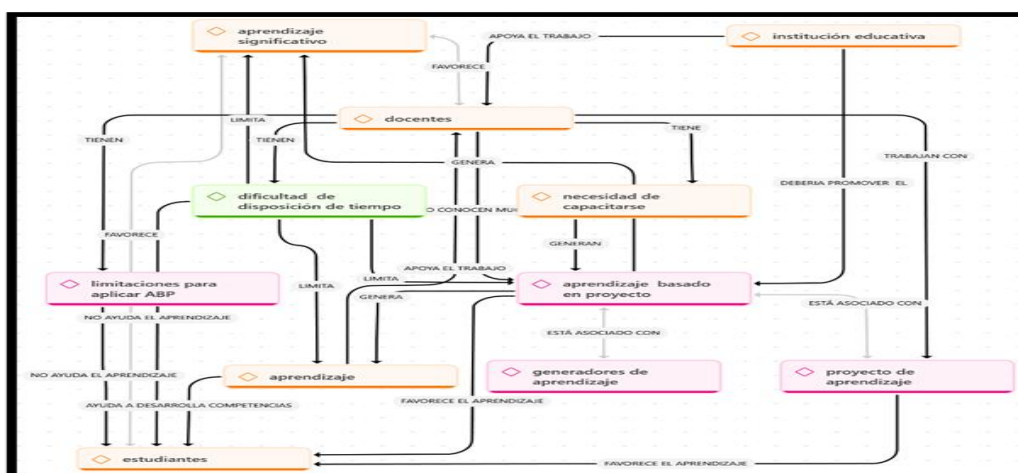 aprendizaje
significativo
APOYA EL TRABAJO
institución educativa
FAVORECE
docentes
LIMITA
TIENEN
TIENEN
TIENE
GENERA
TRABAJAN CON
dificultad de
disposición de tiempo
necesidad de
capacitarse
DEBERIA PROMOVER EL
O CONOCEN
FAVORECE
GENERAN
limitaciones para
aplicar ABP
APOYA EL TRABAJO
LIMITA
LIMITA
GENERA
aprendizaje basado
en proyecto
ESTÁ ASOCIADO CON
NO AYUDA EL APRENDIZAJE
ESTÁ ASOCIADO CON
NO AYUDA EL APRENDIZAJE
aprendizaje
generadores de
aprendizaje
proyecto de
aprendizaje
AYUDA A DESARROLLA COMPETENCIAS
FAVORECE EL APRENDIZAJE
estudiantes
FAVORECE EL APRENDIZAJE